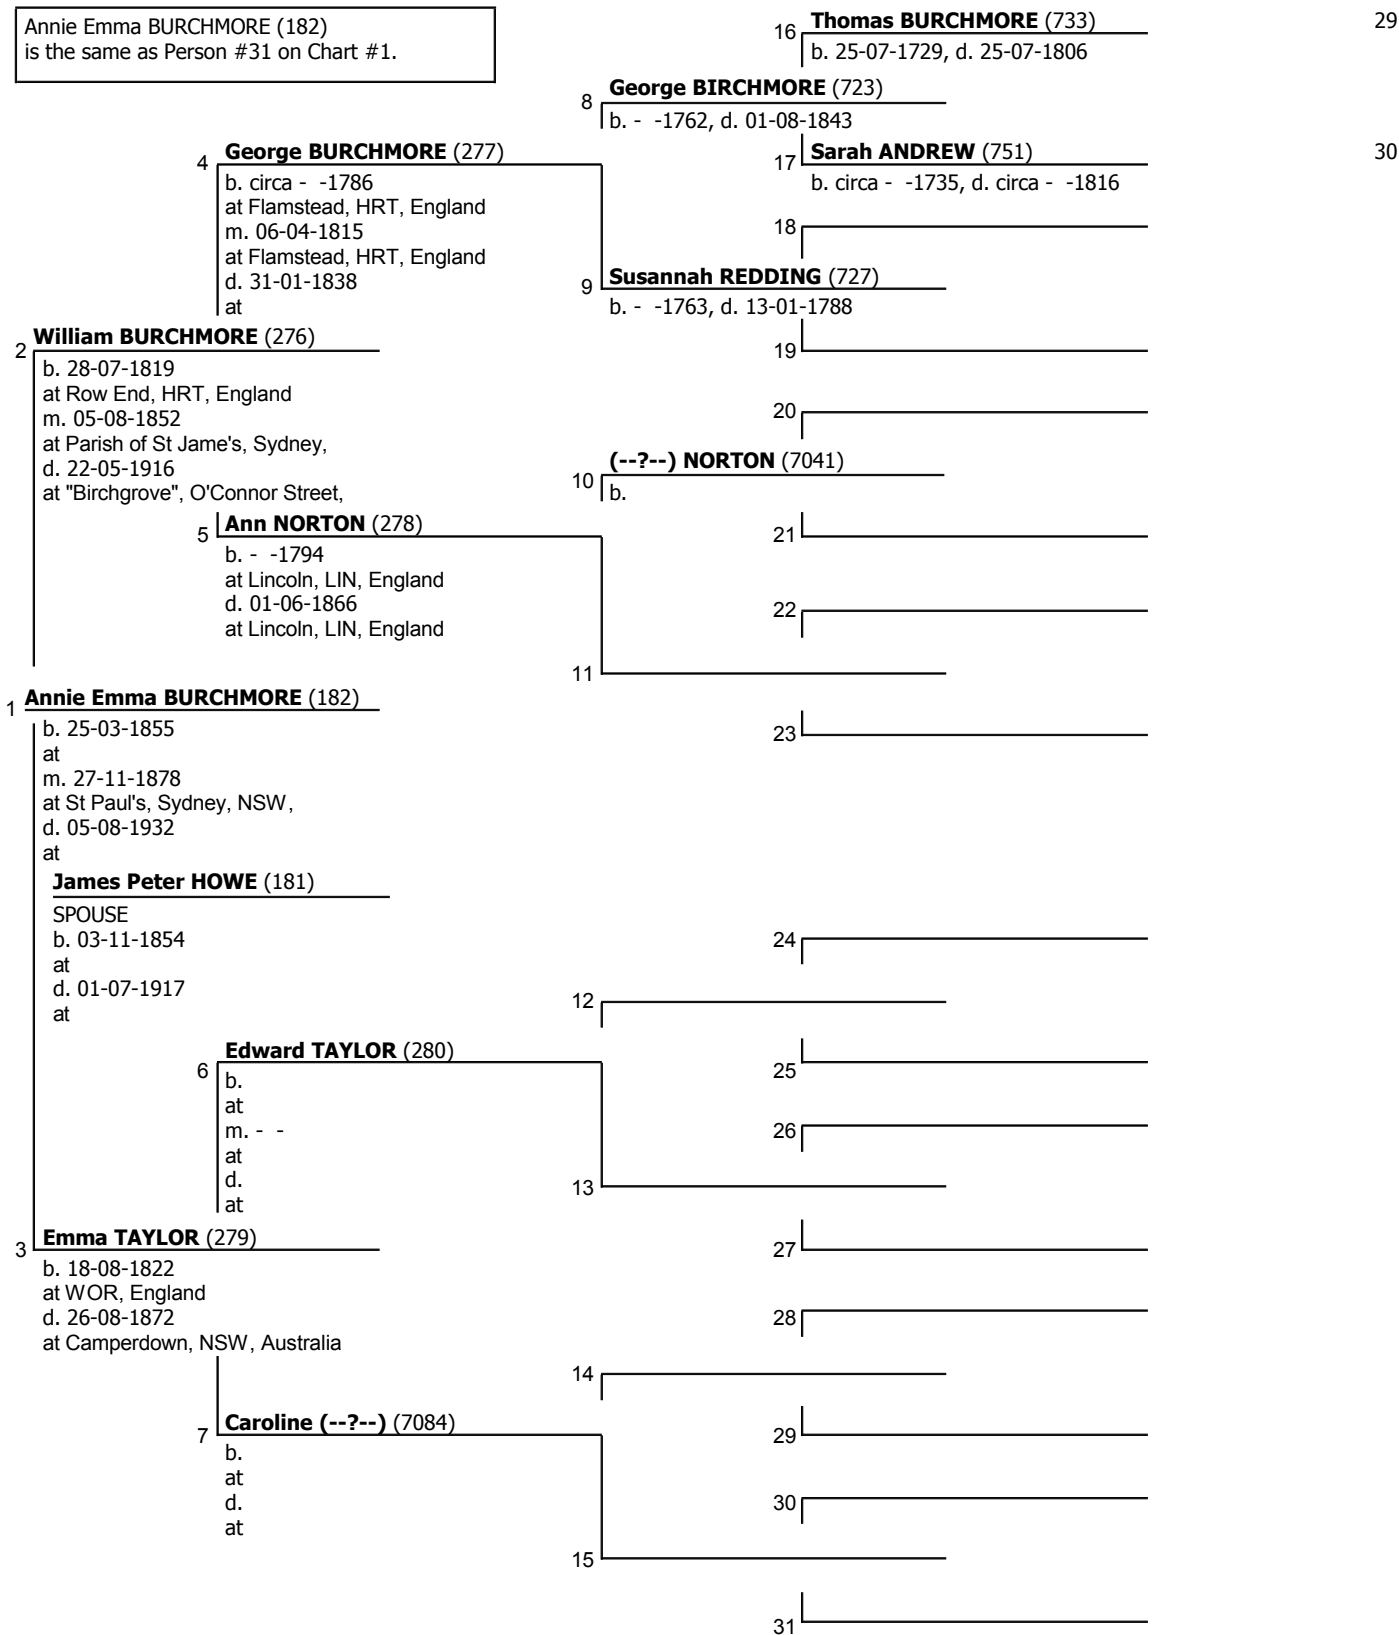 Annie Emma BURCHMORE (182)
is the same as Person #31 on Chart #1.
16 Thomas BURCHMORE (733) 29
b. 25-07-1729, d. 25-07-1806
8 George BIRCHMORE (723)
b. - -1762, d. 01-08-1843
4 George BURCHMORE (277)
b. circa - -1786
at Flamstead, HRT, England
m. 06-04-1815
at Flamstead, HRT, England
d. 31-01-1838
at
17 Sarah ANDREW (751) 30
b. circa - -1735, d. circa - -1816
18
9 Susannah REDDING (727)
b. - -1763, d. 13-01-1788
19
2 William BURCHMORE (276)
b. 28-07-1819
at Row End, HRT, England
m. 05-08-1852
at Parish of St Jame's, Sydney,
d. 22-05-1916
at "Birchgrove", O'Connor Street,
20
10 (--?--) NORTON (7041)
b.
21
5 Ann NORTON (278)
b. - -1794
at Lincoln, LIN, England
d. 01-06-1866
at Lincoln, LIN, England
22
11
23
1 Annie Emma BURCHMORE (182)
b. 25-03-1855
at
m. 27-11-1878
at St Paul's, Sydney, NSW,
d. 05-08-1932
at
James Peter HOWE (181)
SPOUSE
b. 03-11-1854
at
d. 01-07-1917
at
24
12
25
6 Edward TAYLOR (280)
b.
at
m. - -
at
d.
at
26
13
27
3 Emma TAYLOR (279)
b. 18-08-1822
at WOR, England
d. 26-08-1872
at Camperdown, NSW, Australia
28
14
29
7 Caroline (--?--) (7084)
b.
at
d.
at
30
15
31